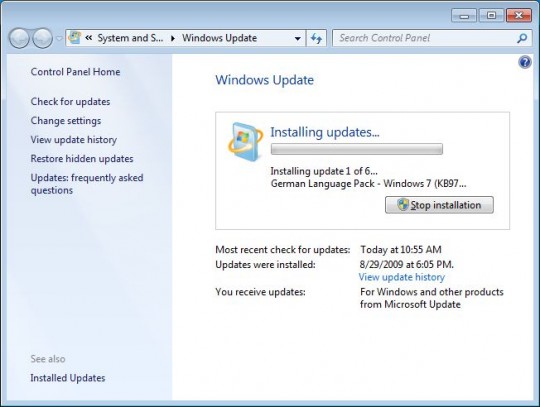 « System and S... Windows Update Search Control Panel
Control Panel Home
Check for updates
Change settings
View update history
Restore hidden updates
Updates: frequently asked
questions
See also
Installed Updates
Windows Update
Installing updates...
Installing update 1 of 6...
German Language Pack - Windows 7 (KB97...
Stop installation
Most recent check for updates: Today at 10:55 AM
Updates were installed: 8/29/2009 at 6:05 PM.
View update history
You receive updates: For Windows and other products
from Microsoft Update